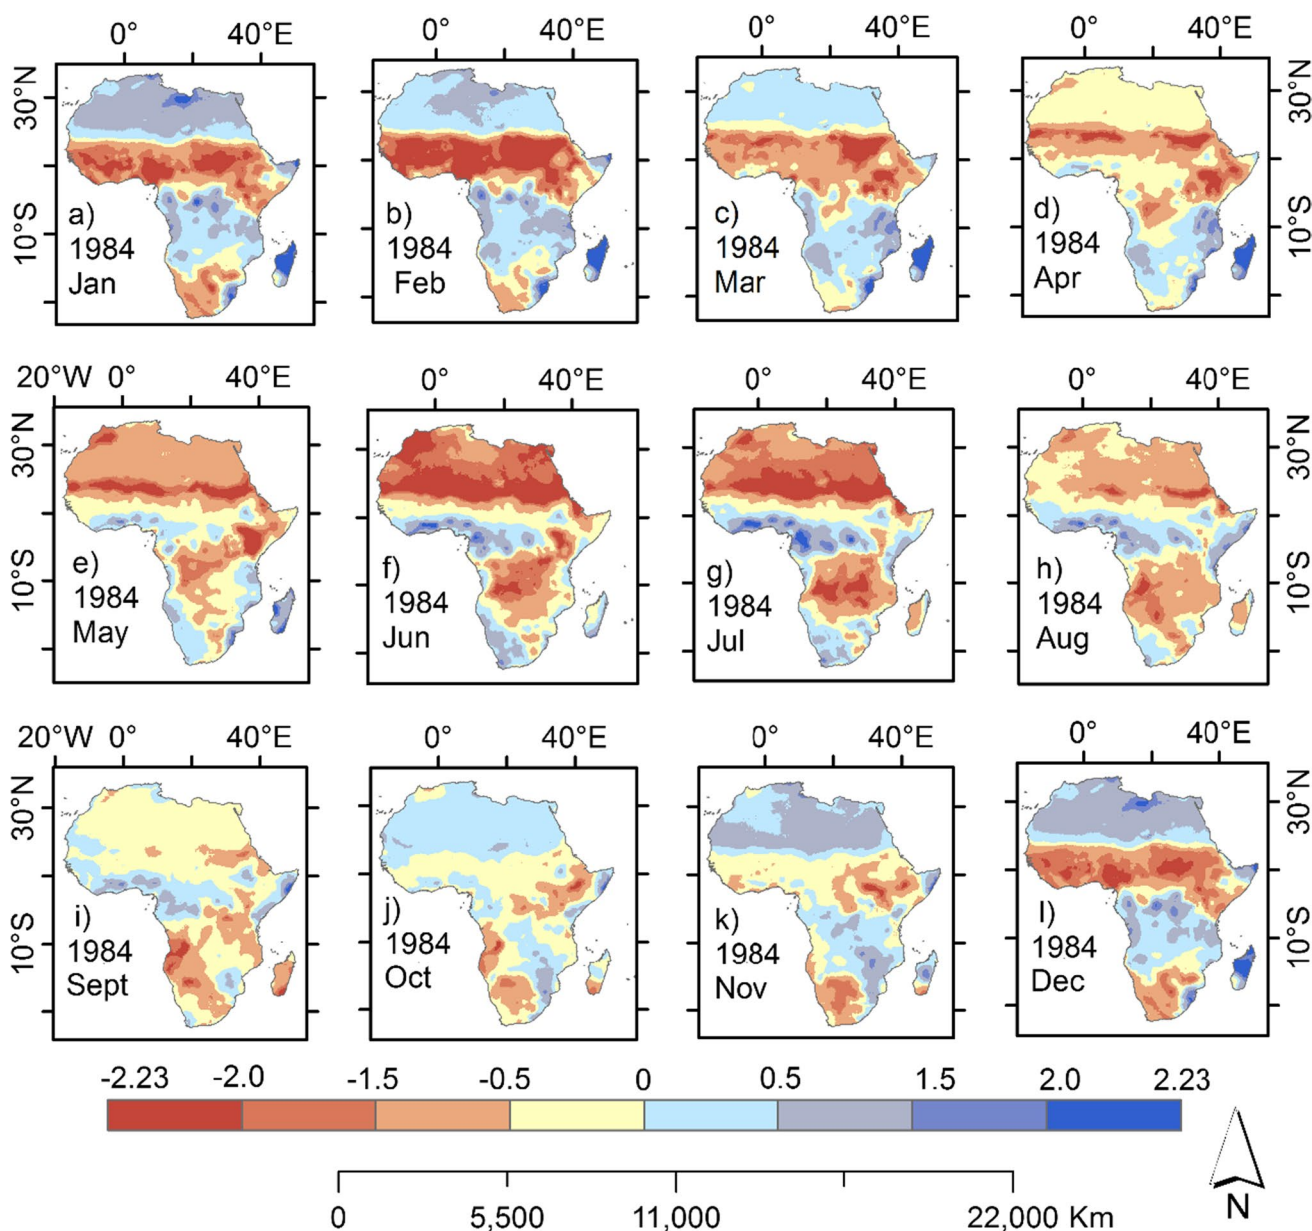 0° 40°E 0° 40°E 0° 40°E 0° 40°E
30°N 30°N
10°S 10°S
a)
1984
Jan
b)
1984
Feb
c)
1984
Mar
d)
1984
Apr
20°W 0° 40°E 0° 40°E 0° 40°E 0° 40°E
30°N 30°N
10°S 10°S
e)
1984
May
f)
1984
Jun
g)
1984
Jul
h)
1984
Aug
20°W 0° 40°E 0° 40°E 0° 40°E 0° 40°E
30°N 30°N
10°S 10°S
i)
1984
Sept
j)
1984
Oct
k)
1984
Nov
l)
1984
Dec
-2.23 -2.0 -1.5 -0.5 0 0.5 1.5 2.0 2.23
0 5,500 11,000 22,000 Km
N